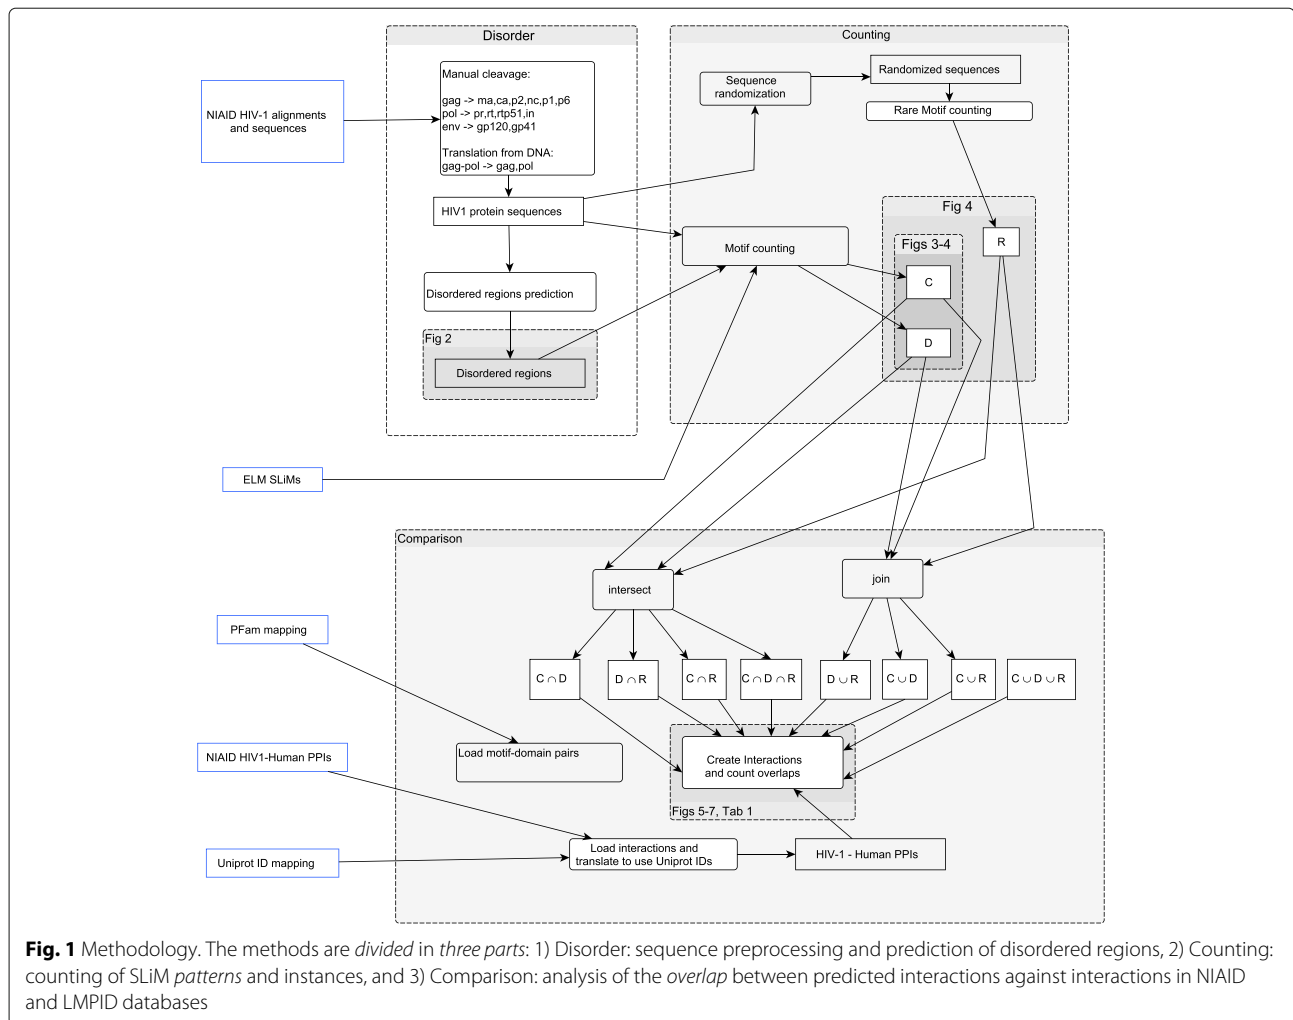 Disorder
Counting
Manual cleavage:
gag -> ma,ca,p2,nc,p1,p6
pol -> pr,rt,rtp51,in
env -> gp120,gp41
Translation from DNA:
gag-pol -> gag,pol
NIAID HIV-1 alignments
and sequences
Sequence
randomization
Randomized sequences
Rare Motif counting
HIV1 protein sequences
Fig 4
Motif counting
Figs 3-4
R
C
D
Disordered regions prediction
Fig 2
Disordered regions
ELM SLiMs
Comparison
intersect
join
PFam mapping
C ∩ D
D ∩ R
C ∩ R
C ∩ D ∩ R
D ∪ R
C ∪ D
C ∪ R
C ∪ D ∪ R
NIAID HIV1-Human PPIs
Load motif-domain pairs
Create Interactions
and count overlaps
Figs 5-7, Tab 1
Uniprot ID mapping
Load interactions and
translate to use Uniprot IDs
HIV-1 - Human PPIs
Fig. 1 Methodology. The methods are divided in three parts: 1) Disorder: sequence preprocessing and prediction of disordered regions, 2) Counting:
counting of SLiM patterns and instances, and 3) Comparison: analysis of the overlap between predicted interactions against interactions in NIAID
and LMPID databases